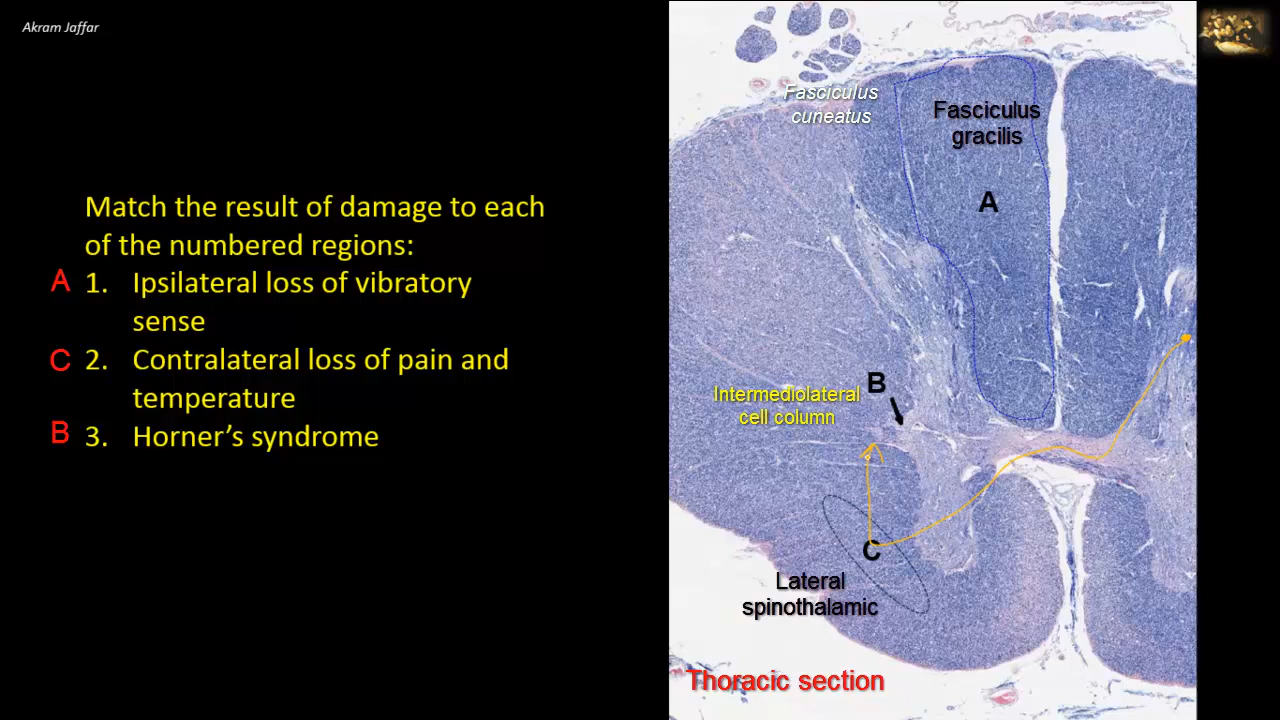 Akram Jaffar
Match the result of damage to each
of the numbered regions:
A 1. Ipsilateral loss of vibratory
sense
C 2. Contralateral loss of pain and
temperature
B 3. Horner's syndrome
Fasciculus
cuneatus
Fasciculus
gracilis
A
B
Intermediolateral
cell column
C
Lateral
spinothalamic
Thoracic section